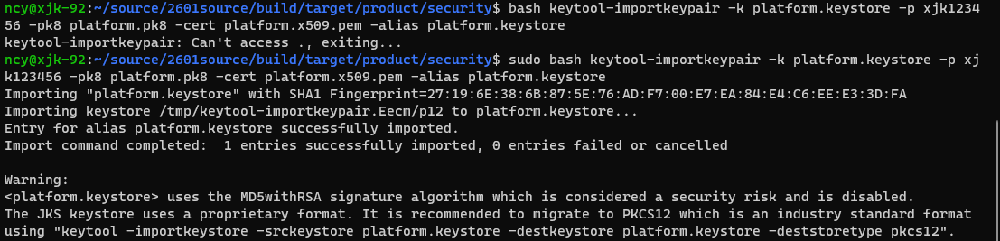 ncy@xjk-92:~/source/2601source/build/target/product/security$ bash keytool-importkeypair -k platform.keystore -p xjk1234
56 -pk8 platform.pk8 -cert platform.x509.pem -alias platform.keystore
keytool-importkeypair: Can't access ., exiting...
ncy@xjk-92:~/source/2601source/build/target/product/security$ sudo bash keytool-importkeypair -k platform.keystore -p xj
k123456 -pk8 platform.pk8 -cert platform.x509.pem -alias platform.keystore
Importing "platform.keystore" with SHA1 Fingerprint=27:19:6E:38:6B:87:5E:76:AD:F7:00:E7:EA:84:E4:C6:EE:E3:3D:FA
Importing keystore /tmp/keytool-importkeypair.Eecm/p12 to platform.keystore...
Entry for alias platform.keystore successfully imported.
Import command completed:  1 entries successfully imported, 0 entries failed or cancelled
Warning:
<platform.keystore> uses the MD5withRSA signature algorithm which is considered a security risk and is disabled.
The JKS keystore uses a proprietary format. It is recommended to migrate to PKCS12 which is an industry standard format
using "keytool -importkeystore -srckeystore platform.keystore -destkeystore platform.keystore -deststoretype pkcs12".